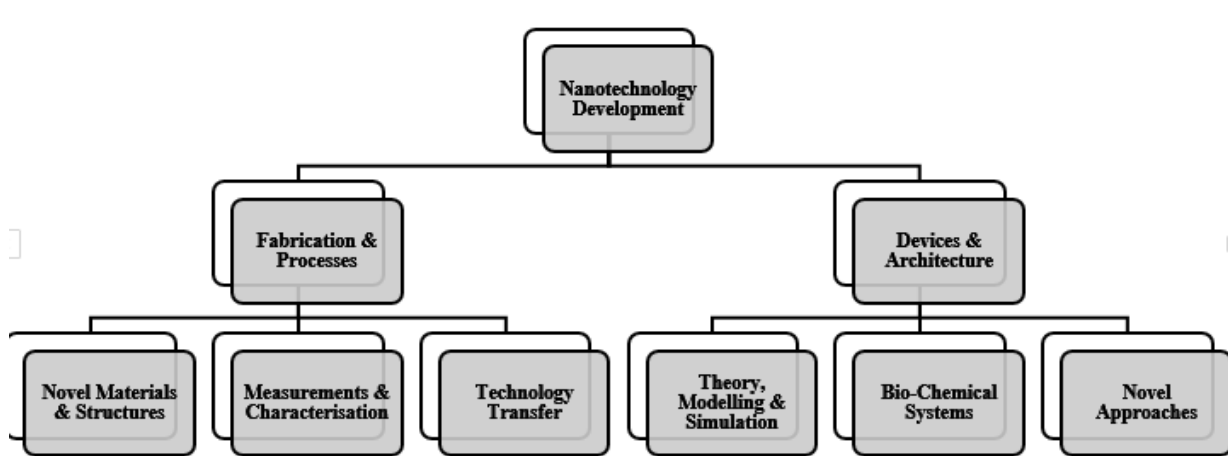 Nanotechnology
Development
Fabrication &
Processes
Devices &
Architecture
Novel Materials
& Structures
Measurements &
Characterisation
Technology
Transfer
Theory,
Modelling &
Simulation
Bio-Chemical
Systems
Novel
Approaches